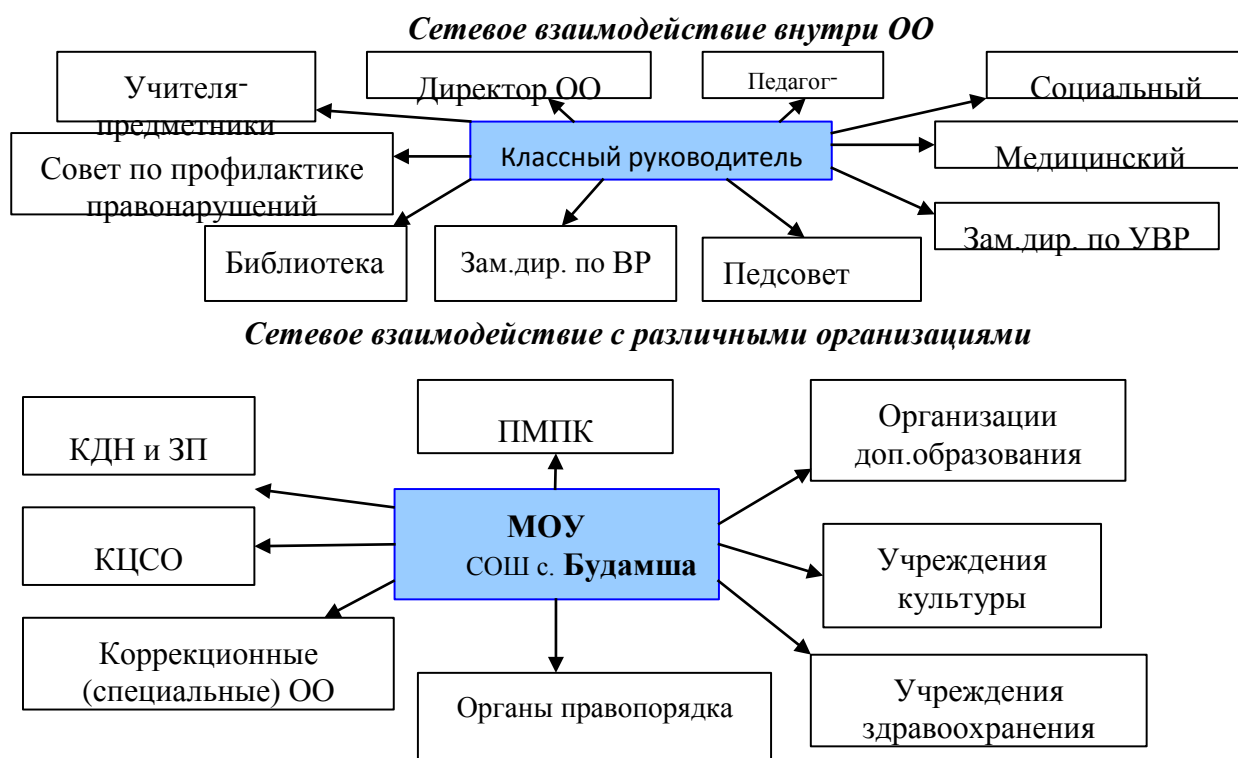 Сетевое взаимодействие внутри ОО
Учителя-
предметники
Директор ОО
Педагог-
Социальный
Классный руководитель
Совет по профилактике
правонарушений
Медицинский
Библиотека
Зам.дир. по ВР
Педсовет
Зам.дир. по УВР
Сетевое взаимодействие с различными организациями
КДН и ЗП
ПМПК
Организации
доп.образования
МОУ
СОШ с. Будамша
КЦСО
Учреждения
культуры
Коррекционные
(специальные) ОО
Органы правопорядка
Учреждения
здравоохранения